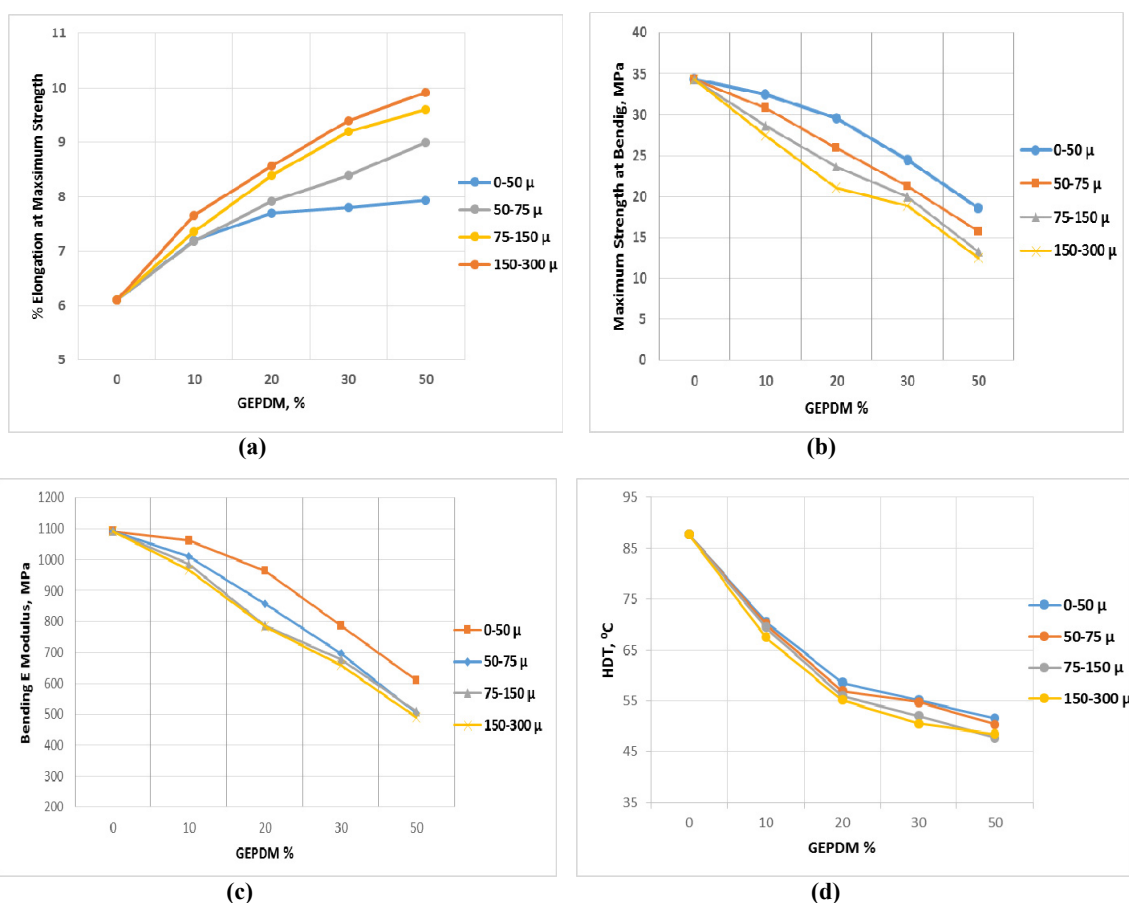 % Elongation at Maxsimum Strength
11
10
9
8
7
6
5
0 10 20 30 50
GEPDM, %
0-50 µ
50-75 µ
75-150 µ
150-300 µ
(a)
Maximum Strength at Bendig, MPa
40
35
30
25
20
15
10
5
0
0 10 20 30 50
GEPDM %
0-50 µ
50-75 µ
75-150 µ
150-300 µ
(b)
Bending E Modulus, MPa
1200
1100
1000
900
800
700
600
500
400
300
200
0 10 20 30 50
GEPDM %
0-50 µ
50-75 µ
75-150 µ
150-300 µ
(c)
HDT, °C
95
85
75
65
55
45
35
0 10 20 30 50
GEPDM %
0-50 µ
50-75 µ
75-150 µ
150-300 µ
(d)